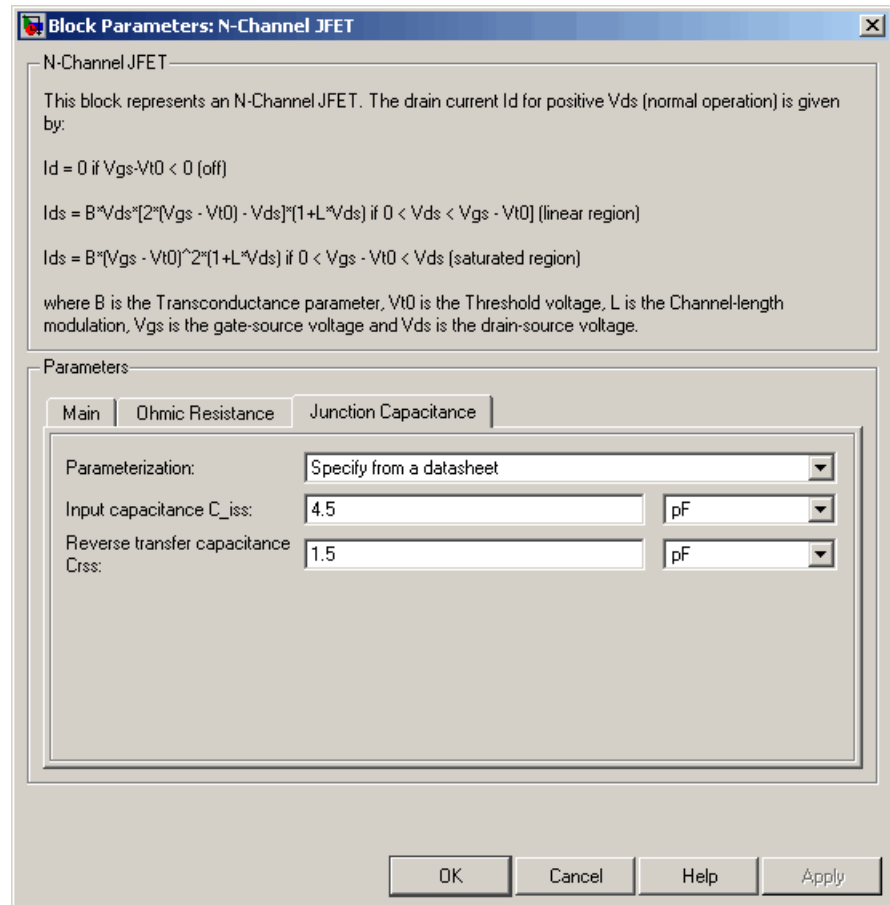 Block Parameters: N-Channel JFET
N-Channel JFET
This block represents an N-Channel JFET. The drain current Id for positive Vds (normal operation) is given
by:
Id = 0 if Vgs-Vt0 < 0 (off)
Ids = B*Vds*[2*(Vgs - Vt0) - Vds]*(1+L*Vds) if 0 < Vds < Vgs - Vt0] (linear region)
Ids = B*(Vgs - Vt0)^2*(1+L*Vds) if 0 < Vgs - Vt0 < Vds (saturated region)
where B is the Transconductance parameter, Vt0 is the Threshold voltage, L is the Channel-length
modulation, Vgs is the gate-source voltage and Vds is the drain-source voltage.
Parameters
Main Ohmic Resistance Junction Capacitance
Parameterization: Specify from a datasheet
Input capacitance C_iss: 4.5 pF
Reverse transfer capacitance
Crss: 1.5 pF
OK Cancel Help Apply